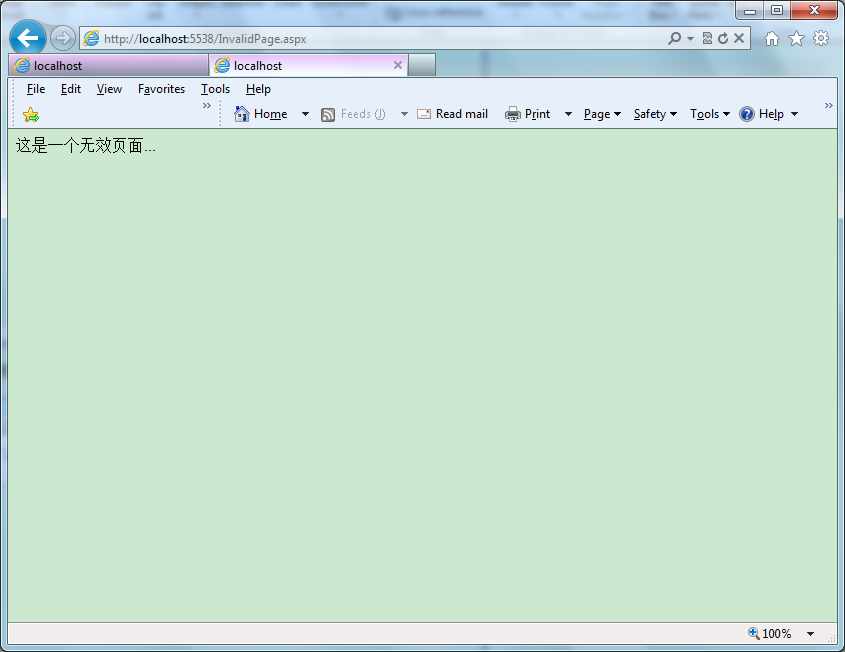 http://localhost:5538/InvalidPage.aspx
localhost
localhost
File Edit View Favorites Tools Help
Home Feeds (J) Read mail Print Page Safety Tools Help
这是一个无效页面...
100%